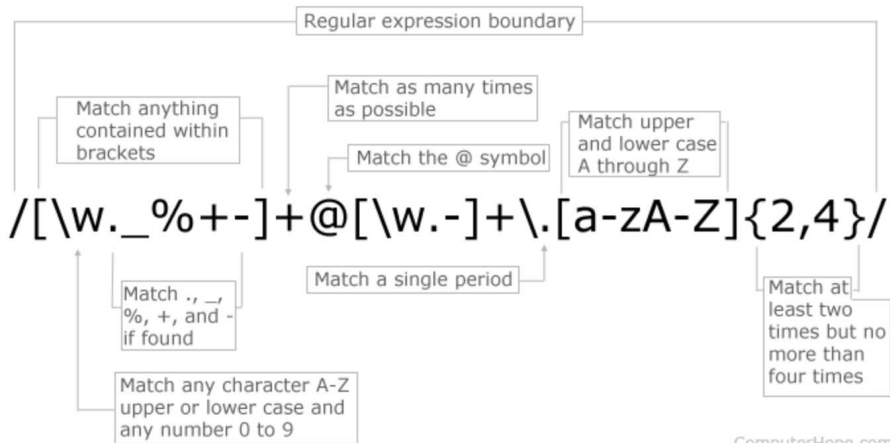 Regular expression boundary
Match anything
contained within
brackets
Match as many times
as possible
Match the @ symbol
Match upper
and lower case
A through Z
/[\w._%+-]+@[\w.-]+\.[a-zA-Z]{2,4}/
Match a single period
Match ., _,
%, +, and -
if found
Match at
least two
times but no
more than
four times
Match any character A-Z
upper or lower case and
any number 0 to 9
ComputerHope.com